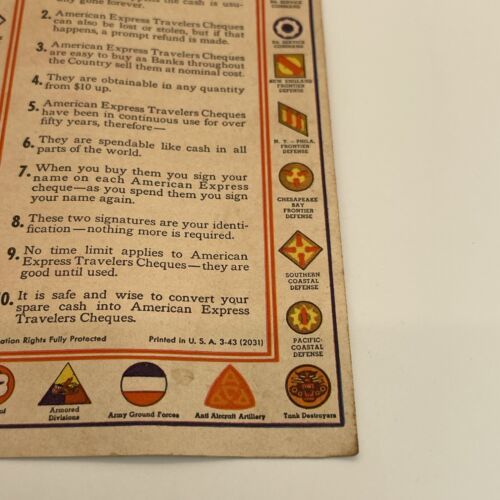 any gone forever.
2. American Express Travelers Cheques
can also be lost or stolen, but if that
happens, a prompt refund is made.
3. American Express Travelers Cheques
are easy to buy as Banks throughout
the Country sell them at nominal cost.
4. They are obtainable in any quantity
from $10 up.
5. American Express Travelers Cheques
have been in continuous use for over
fifty years, therefore—
6. They are spendable like cash in all
parts of the world.
7. When you buy them you sign your
name on each American Express
cheque—as you spend them you sign
your name again.
8. These two signatures are your identi-
fication—nothing more is required.
9. No time limit applies to American
Express Travelers Cheques—they are
good until used.
0. It is safe and wise to convert your
spare cash into American Express
Travelers Cheques.
ation Rights Fully Protected Printed in U. S. A. 3-43 (2031)
SERVICE
COMMAND
SERVICE
COMMAND
NEW ENGLAND
FRONTIER
DEFENSE
N. Y. - PHILA.
FRONTIER
DEFENSE
CHESAPEAKE
BAY
FRONTIER
DEFENSE
SOUTHERN
COASTAL
DEFENSE
PACIFIC-
COASTAL
DEFENSE
Armored
Divisions
Army Ground Forces
Anti Aircraft Artillery
Tank Destroyers